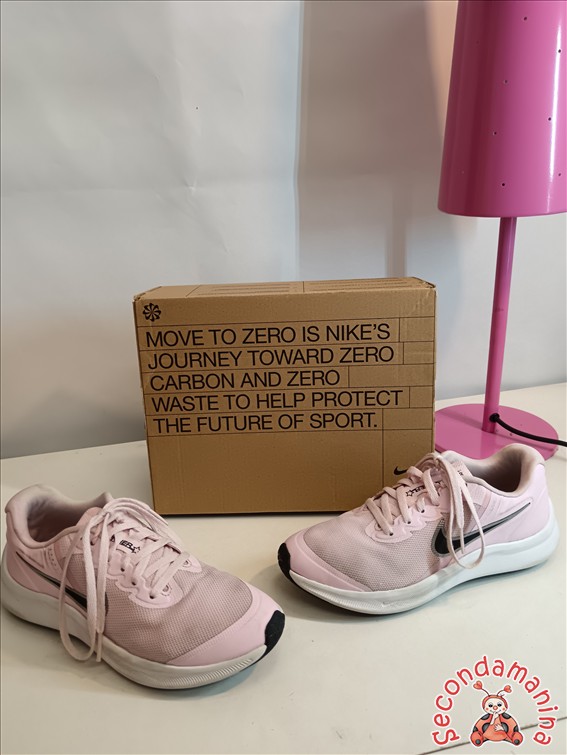 MOVE TO ZERO IS NIKE'S
JOURNEY TOWARD ZERO
CARBON AND ZERO
WASTE TO HELP PROTECT
THE FUTURE OF SPORT.
Secondamanina